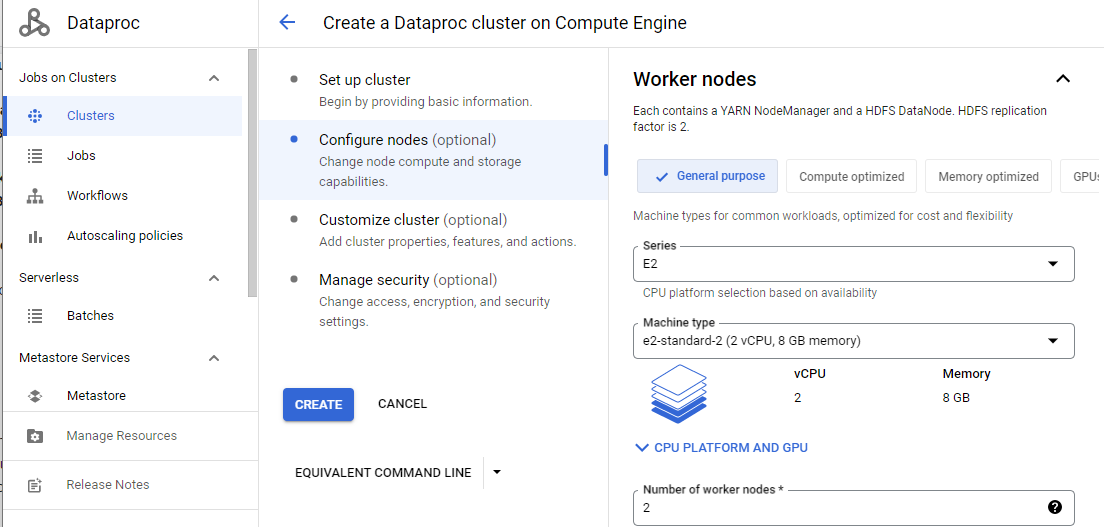 Dataproc
Create a Dataproc cluster on Compute Engine
Jobs on Clusters
Clusters
Jobs
Workflows
Autoscaling policies
Serverless
Batches
Metastore Services
Metastore
Manage Resources
Release Notes
Set up cluster
Begin by providing basic information.
Configure nodes (optional)
Change node compute and storage
capabilities.
Customize cluster (optional)
Add cluster properties, features, and actions.
Manage security (optional)
Change access, encryption, and security
settings.
CREATE CANCEL
EQUIVALENT COMMAND LINE
Worker nodes
Each contains a YARN NodeManager and a HDFS DataNode. HDFS replication
factor is 2.
General purpose Compute optimized Memory optimized GPUs
Machine types for common workloads, optimized for cost and flexibility
Series
E2
CPU platform selection based on availability
Machine type
e2-standard-2 (2 vCPU, 8 GB memory)
vCPU Memory
2 8 GB
CPU PLATFORM AND GPU
Number of worker nodes *
2